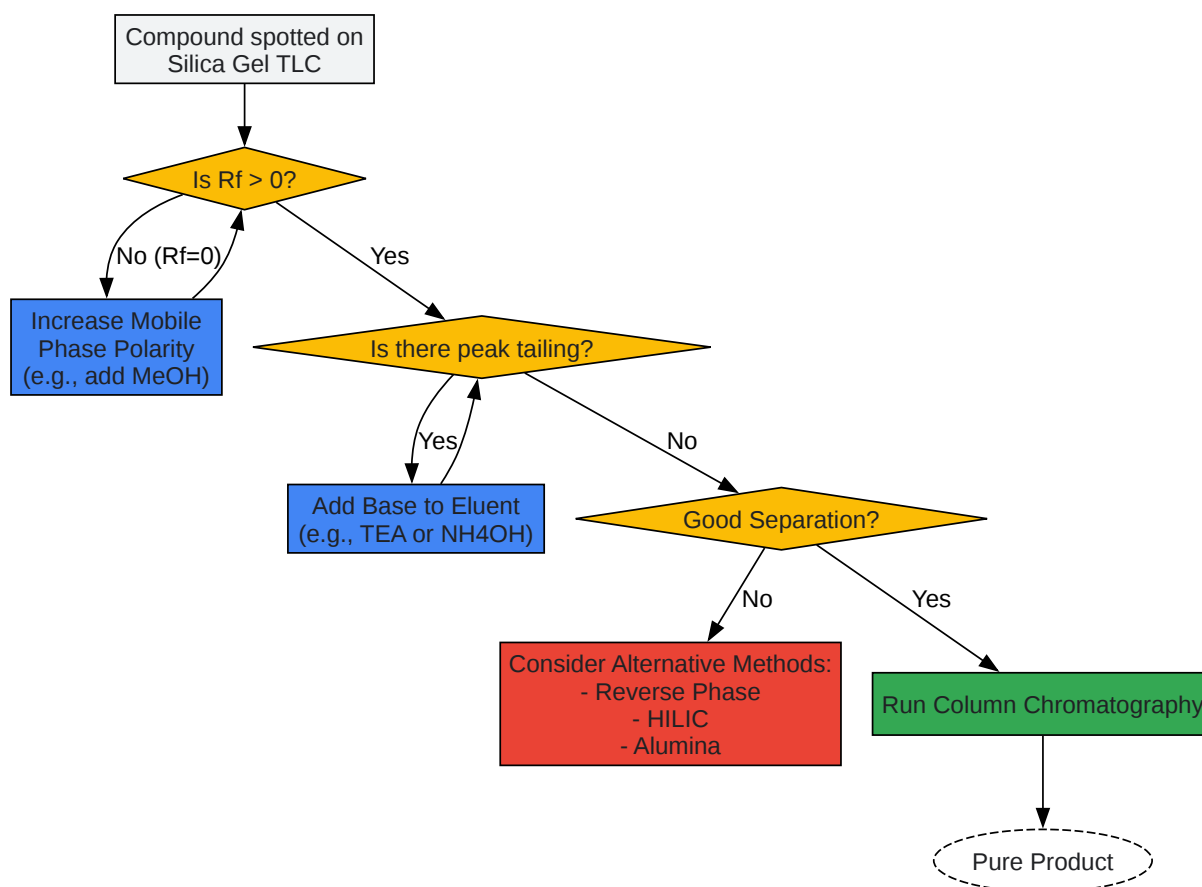 Compound spotted on
Silica Gel TLC
Is Rf > 0?
No (Rf=0)
Yes
Increase Mobile
Phase Polarity
(e.g., add MeOH)
Is there peak tailing?
Yes
No
Add Base to Eluent
(e.g., TEA or NH4OH)
Good Separation?
No
Yes
Consider Alternative Methods:
- Reverse Phase
- HILIC
- Alumina
Run Column Chromatography
Pure Product